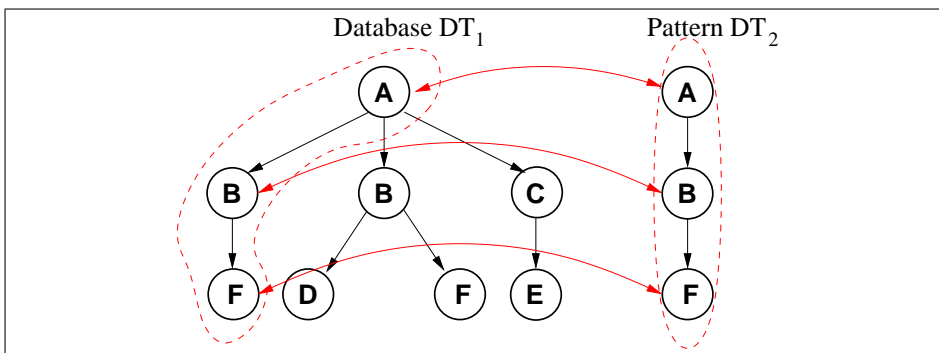 Database DT1 Pattern DT2
A A
B B C B
F D F E F